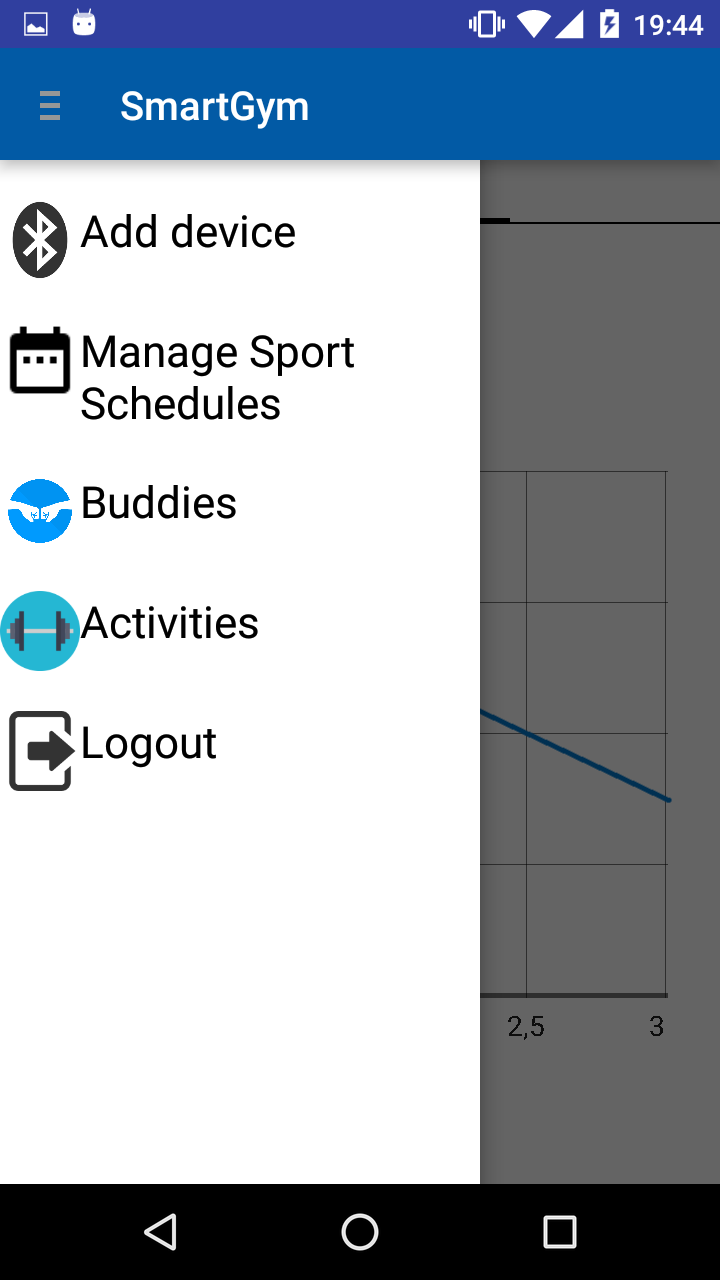 19:44
SmartGym
Add device
Manage Sport
Schedules
Buddies
Activities
Logout
2,5 3